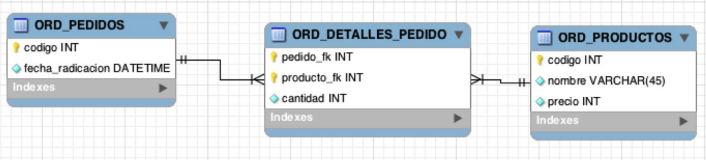 ORD_PEDIDOS
codigo INT
fecha_radicacion DATETIME
Indexes
ORD_DETALLES_PEDIDO
pedido_fk INT
producto_fk INT
cantidad INT
Indexes
ORD_PRODUCTOS
codigo INT
nombre VARCHAR(45)
precio INT
Indexes